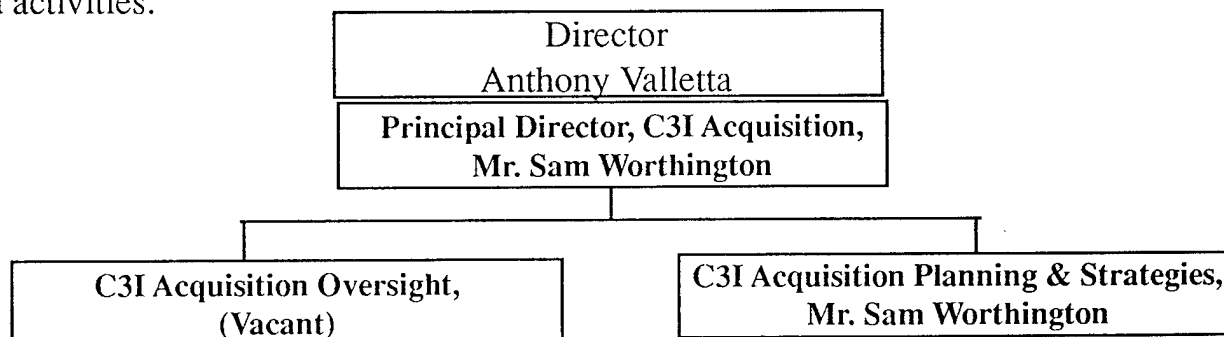 activities.
Director
Anthony Valletta
Principal Director, C3I Acquisition,
Mr. Sam Worthington
C3I Acquisition Oversight,
(Vacant)
C3I Acquisition Planning & Strategies,
Mr. Sam Worthington